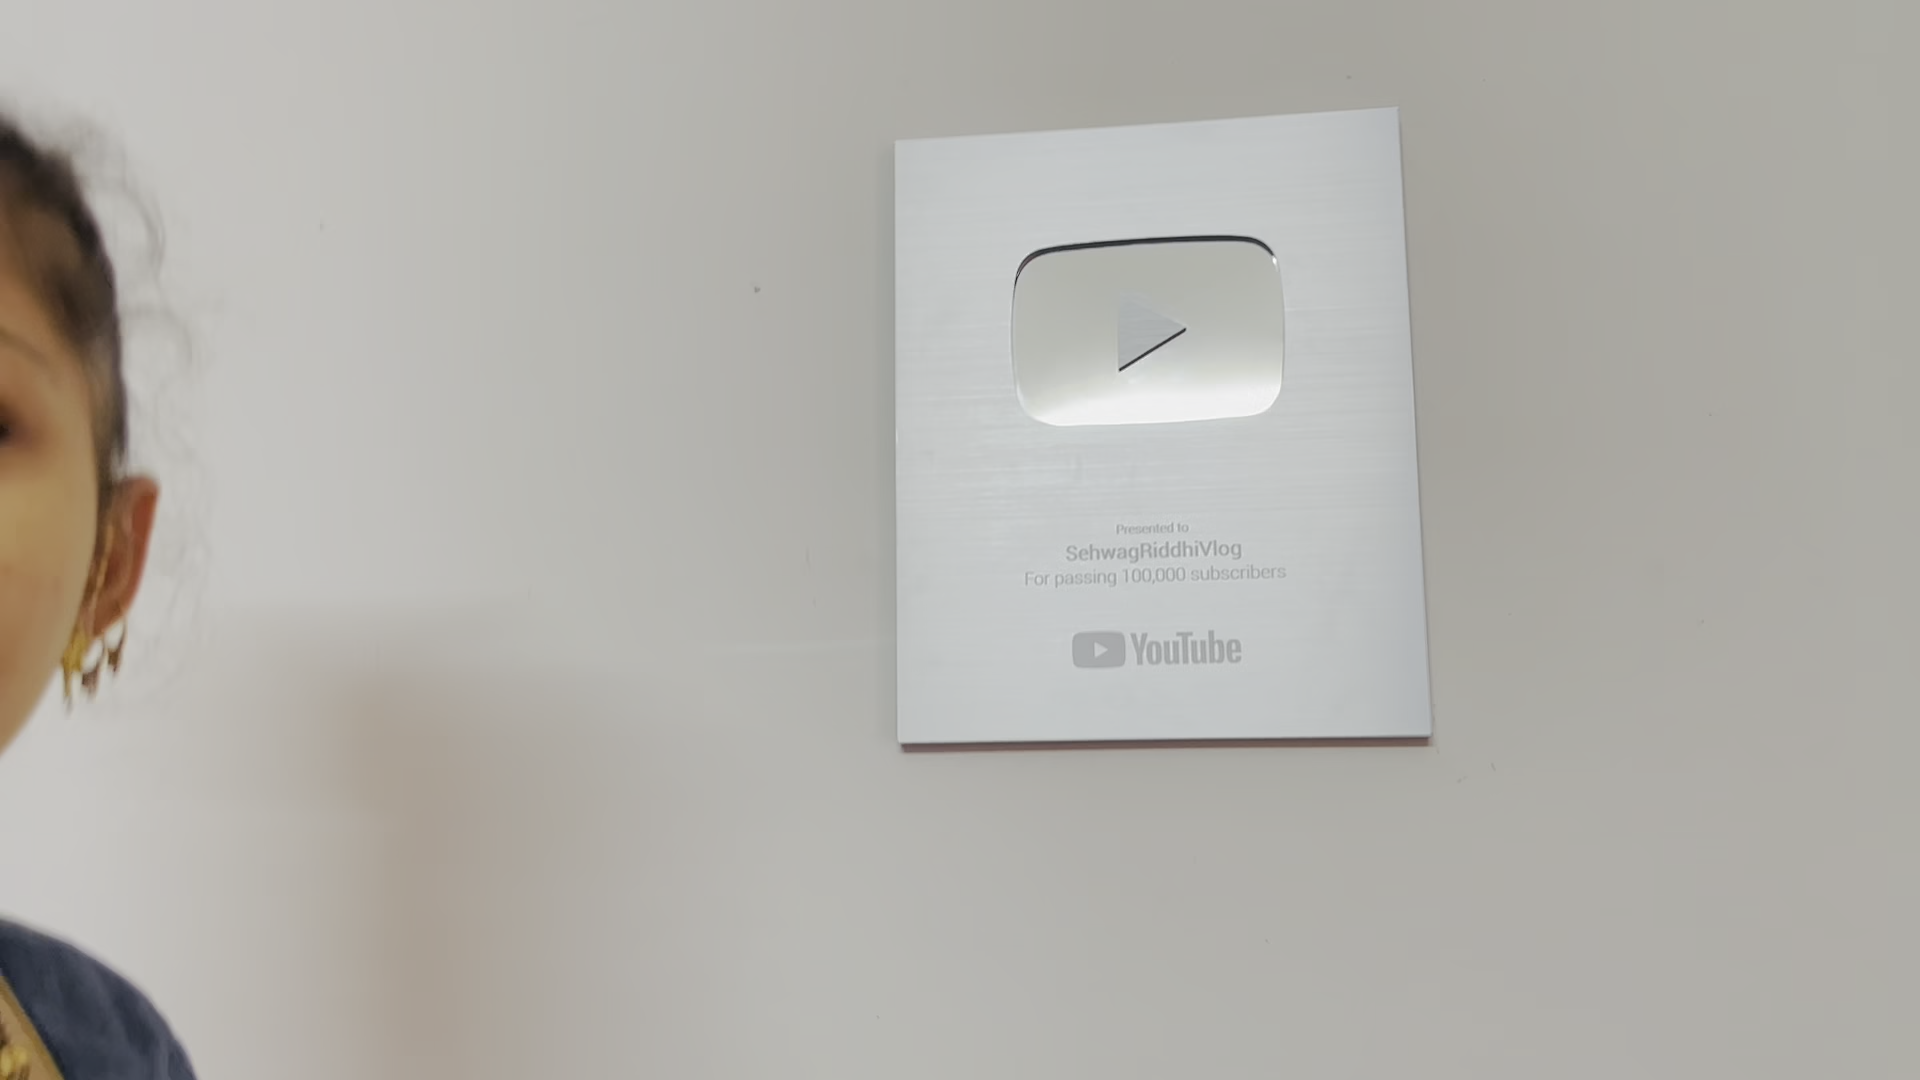 Presented to
SehwagRiddhiVlog
For passing 100,000 subscribers
YouTube